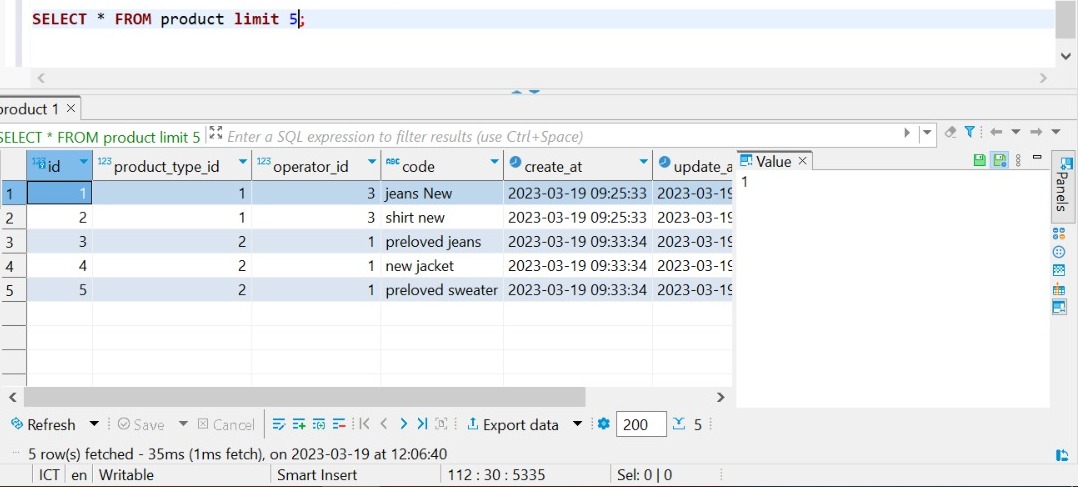 SELECT * FROM product limit 5;
product 1
SELECT * FROM product limit 5 Enter a SQL expression to filter results (use Ctrl+Space)
123 id 123 product_type_id 123 operator_id ABC code create_at update_a Value
1 1 1 3 jeans New 2023-03-19 09:25:33 2023-03-19 1
2 2 1 3 shirt new 2023-03-19 09:25:33 2023-03-19
3 3 2 1 preloved jeans 2023-03-19 09:33:34 2023-03-19
4 4 2 1 new jacket 2023-03-19 09:33:34 2023-03-19
5 5 2 1 preloved sweater 2023-03-19 09:33:34 2023-03-19
Panels
Refresh Save Cancel Export data 200 5
5 row(s) fetched - 35ms (1ms fetch), on 2023-03-19 at 12:06:40
ICT en Writable Smart Insert 112 : 30 : 5335 Sel: 0 | 0